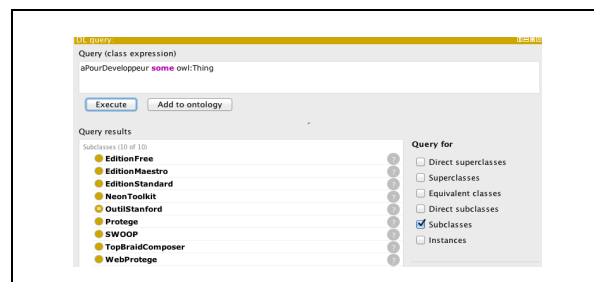 DL query:
Query (class expression)
aPourDeveloppeur some owl:Thing
Execute Add to ontology
Query results
Subclasses (10 of 10)
EditionFree
EditionMaestro
EditionStandard
NeonToolkit
OutilStanford
Protege
SWOOP
TopBraidComposer
WebProtege
Query for
Direct superclasses
Superclasses
Equivalent classes
Direct subclasses
Subclasses
Instances